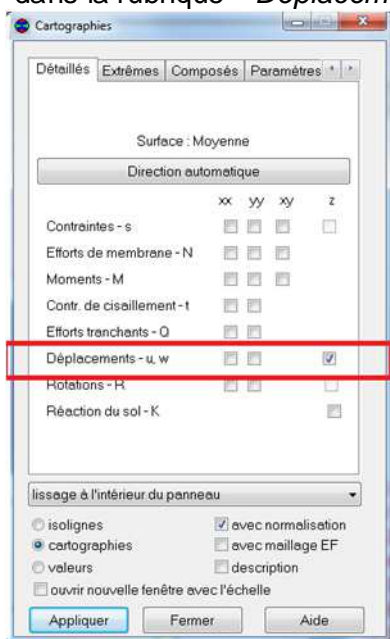 dans la rubrique " Déplacem
Cartographies
Détaillés Extrêmes Composés Paramètres
Surface : Moyenne
Direction automatique
xx yy xy z
Contraintes - s
Efforts de membrane - N
Moments - M
Contr. de cisaillement - t
Efforts tranchants - Q
Déplacements - u, w
Rotations - R
Réaction du sol - K
lissage à l'intérieur du panneau
isolignes avec normalisation
cartographies avec maillage EF
valeurs description
ouvrir nouvelle fenêtre avec l'échelle
Appliquer Fermer Aide